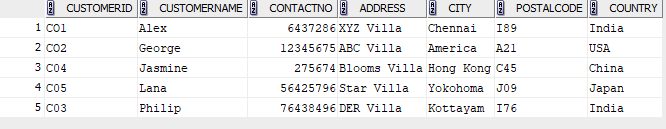 CUSTOMERID CUSTOMERNAME CONTACTNO ADDRESS CITY POSTALCODE COUNTRY
1 C01 Alex 6437286 XYZ Villa Chennai I89 India
2 C02 George 12345675 ABC Villa America A21 USA
3 C04 Jasmine 275674 Blooms Villa Hong Kong C45 China
4 C05 Lana 56425796 Star Villa Yokohoma J09 Japan
5 C03 Philip 76438496 DER Villa Kottayam I76 India